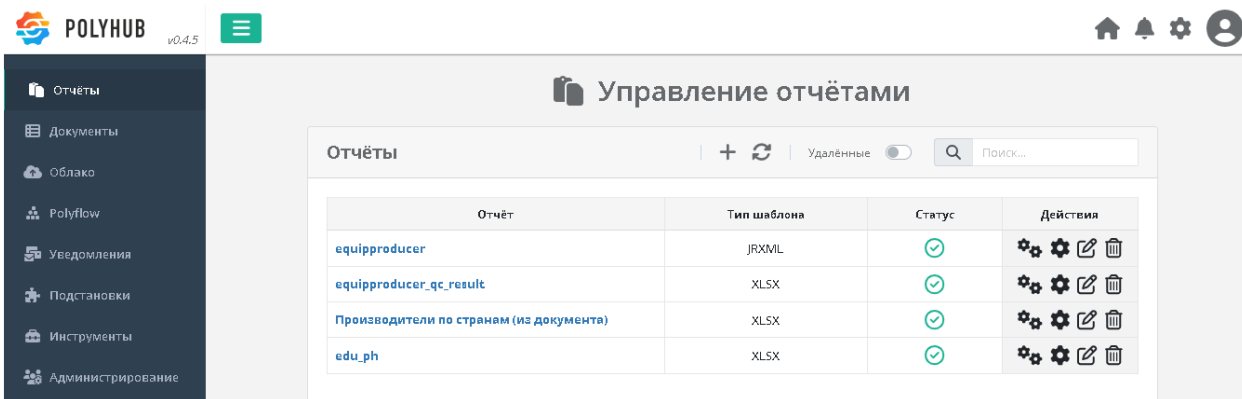 POLYHUB v0.4.5
Отчёты
Документы
Облако
Polyflow
Уведомления
Подстановки
Инструменты
Администрирование
Управление отчётами
Отчёты Удалённые Поиск...
Отчёт Тип шаблона Статус Действия
equipproducer JRXML
equipproducer_qc_result XLSX
Производители по странам (из документа) XLSX
edu_ph XLSX